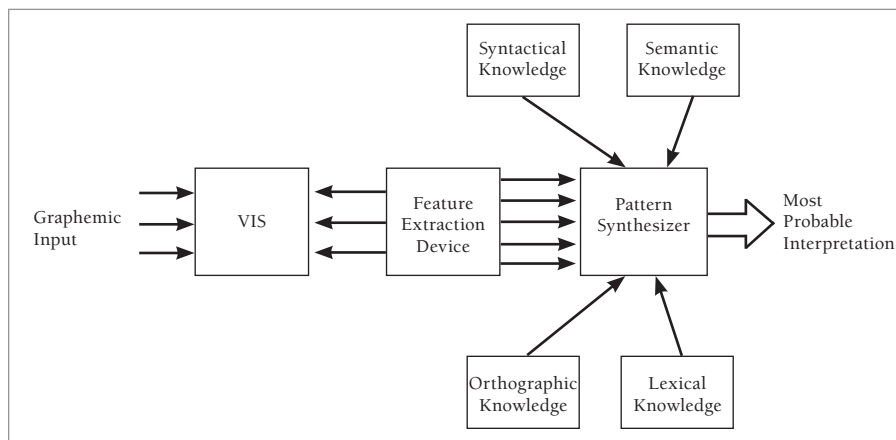 Syntactical
Knowledge
Semantic
Knowledge
Graphemic
Input
VIS
Feature
Extraction
Device
Pattern
Synthesizer
Most
Probable
Interpretation
Orthographic
Knowledge
Lexical
Knowledge